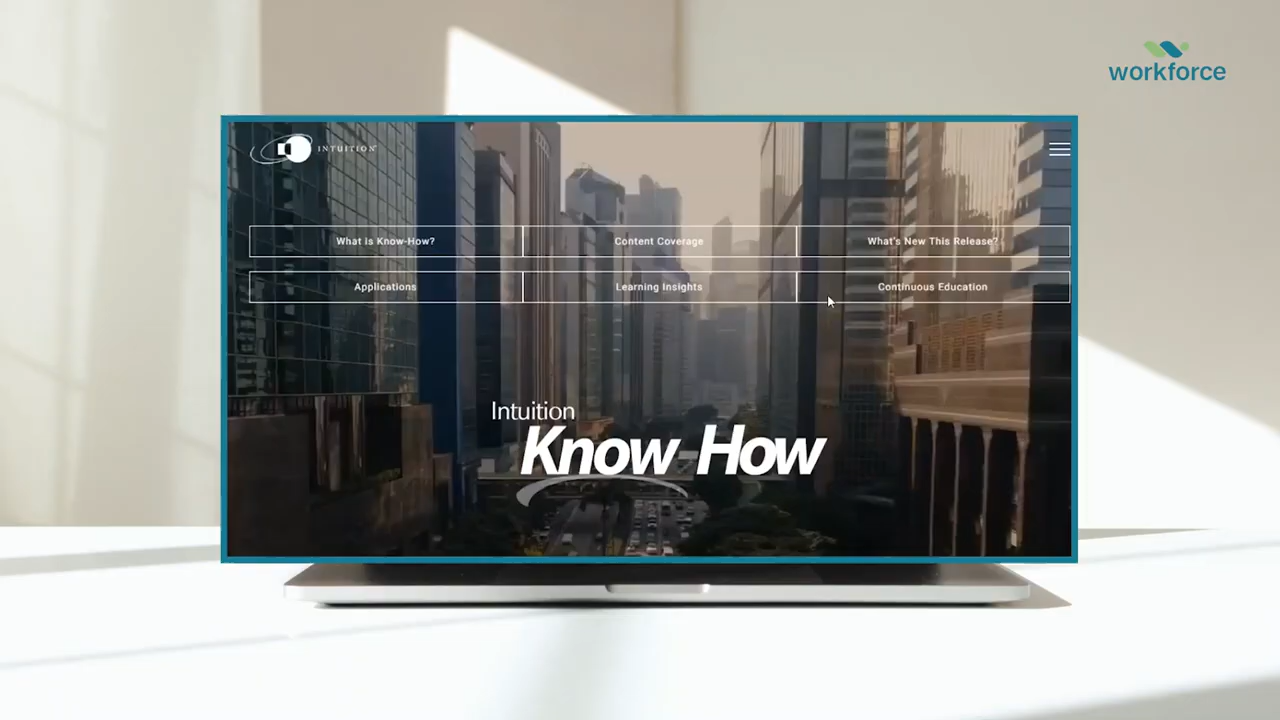 workforce
INTUITION
What Is Know-How?
Content Coverage
What's New This Release?
Applications
Learning Insights
Continuous Education
Intuition
Know How